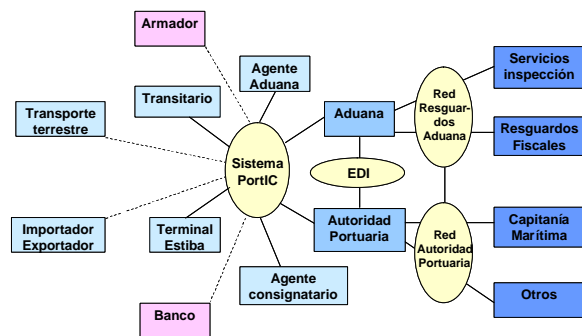 Armador
Agente
Aduana
Servicios
inspección
Transitario
Aduana
Red
Resguar-
dos
Aduana
Transporte
terrestre
Resguardos
Fiscales
Sistema
PortIC
EDI
Importador
Exportador
Terminal
Estiba
Autoridad
Portuaria
Red
Autoridad
Portuaria
Capitanía
Marítima
Agente
consignatario
Banco
Otros